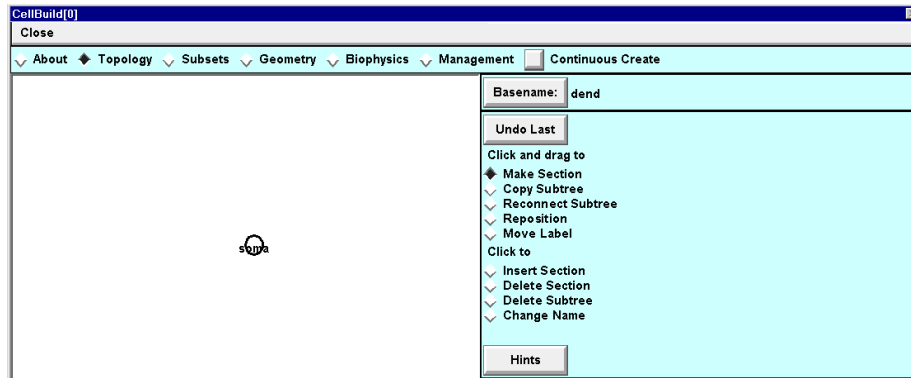 CellBuild[0]
Close
About Topology Subsets Geometry Biophysics Management Continuous Create
Basename: dend
Undo Last
Click and drag to
Make Section
Copy Subtree
Reconnect Subtree
Reposition
Move Label
Click to
Insert Section
Delete Section
Delete Subtree
Change Name
Hints
soma